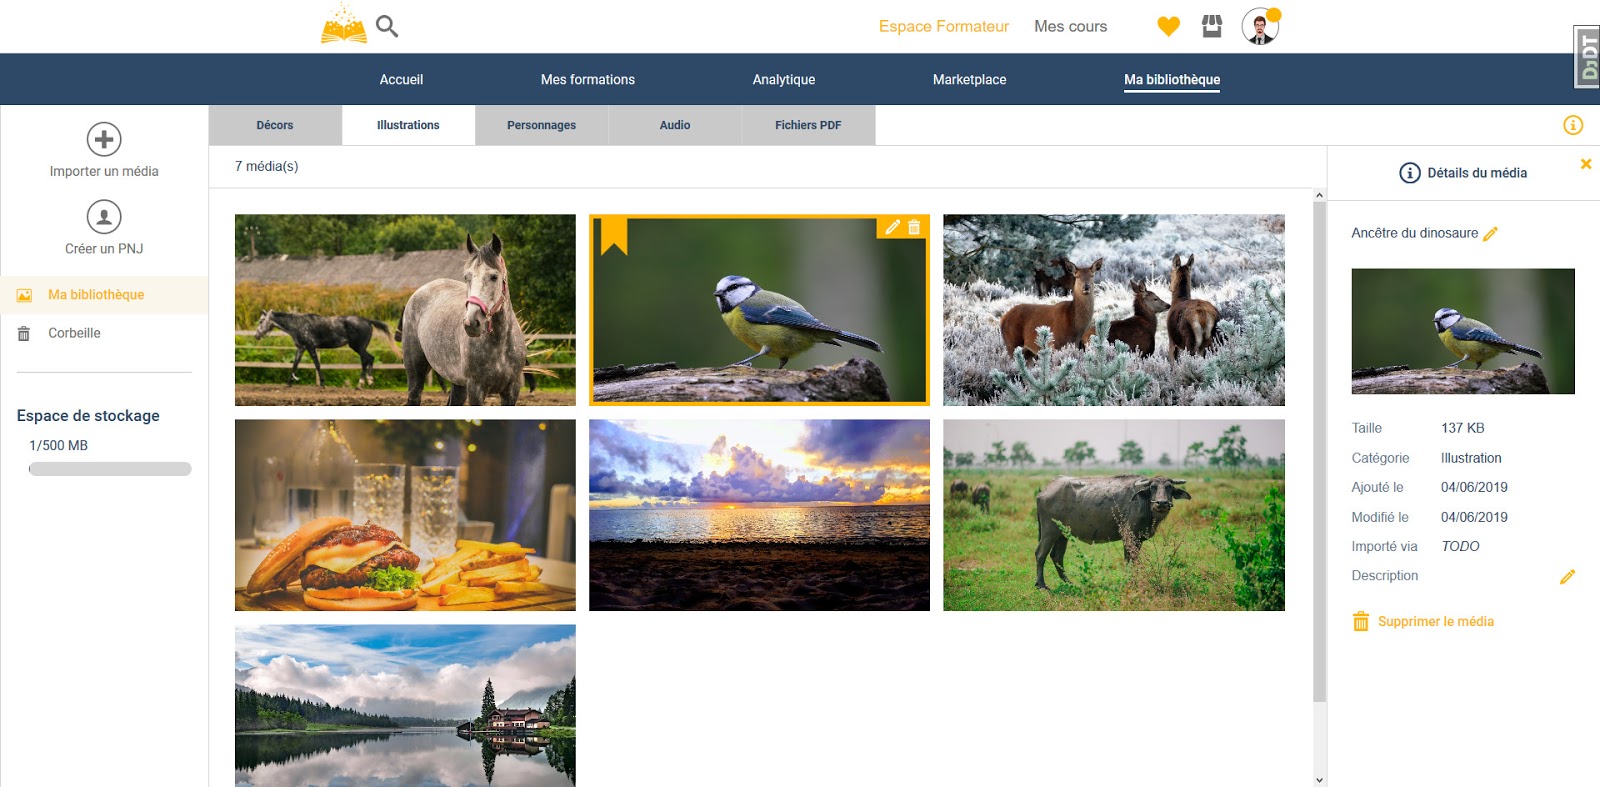 Espace Formateur
Mes cours
DJDT
Accueil
Mes formations
Analytique
Marketplace
Ma bibliothèque
Décors
Illustrations
Personnages
Audio
Fichiers PDF
Importer un média
Créer un PNJ
Ma bibliothèque
Corbeille
Espace de stockage
1/500 MB
7 média(s)
Détails du média
Ancêtre du dinosaure
Taille 137 KB
Catégorie Illustration
Ajouté le 04/06/2019
Modifié le 04/06/2019
Importé via TODO
Description
Supprimer le média